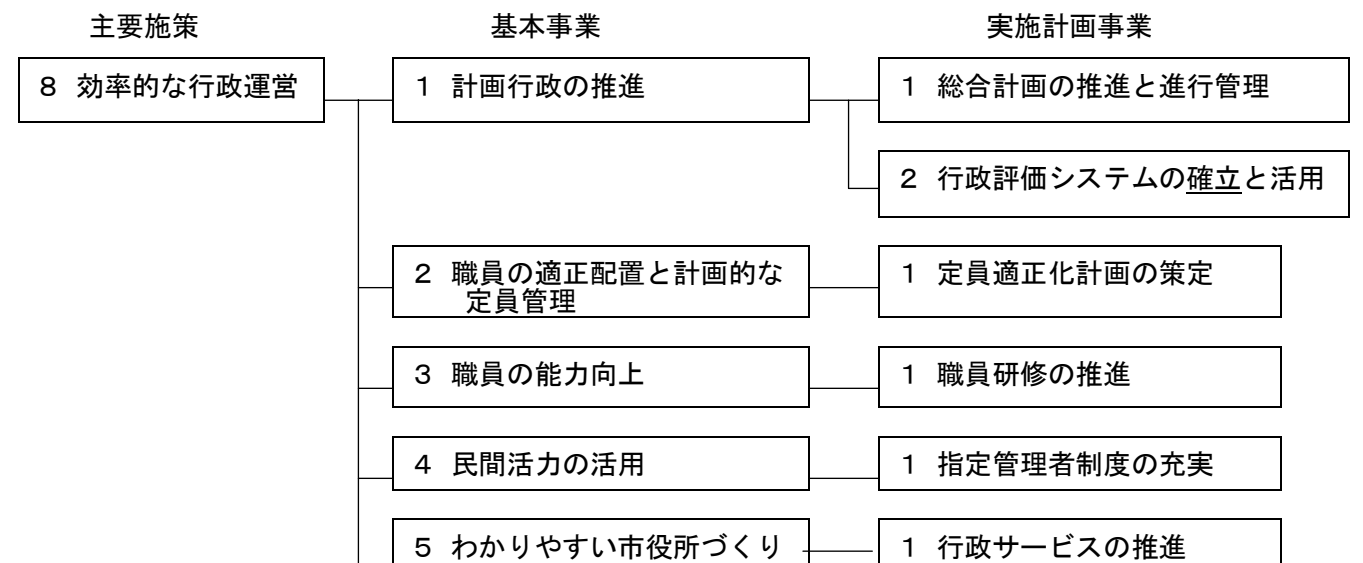 主要施策　基本事業　実施計画事業
８ 効率的な行政運営　１ 計画行政の推進　１ 総合計画の推進と進行管理
２ 行政評価システムの確立と活用
２ 職員の適正配置と計画的な　１ 定員適正化計画の策定
定員管理
３ 職員の能力向上　１ 職員研修の推進
４ 民間活力の活用　１ 指定管理者制度の充実
５ わかりやすい市役所づくり　１ 行政サービスの推進